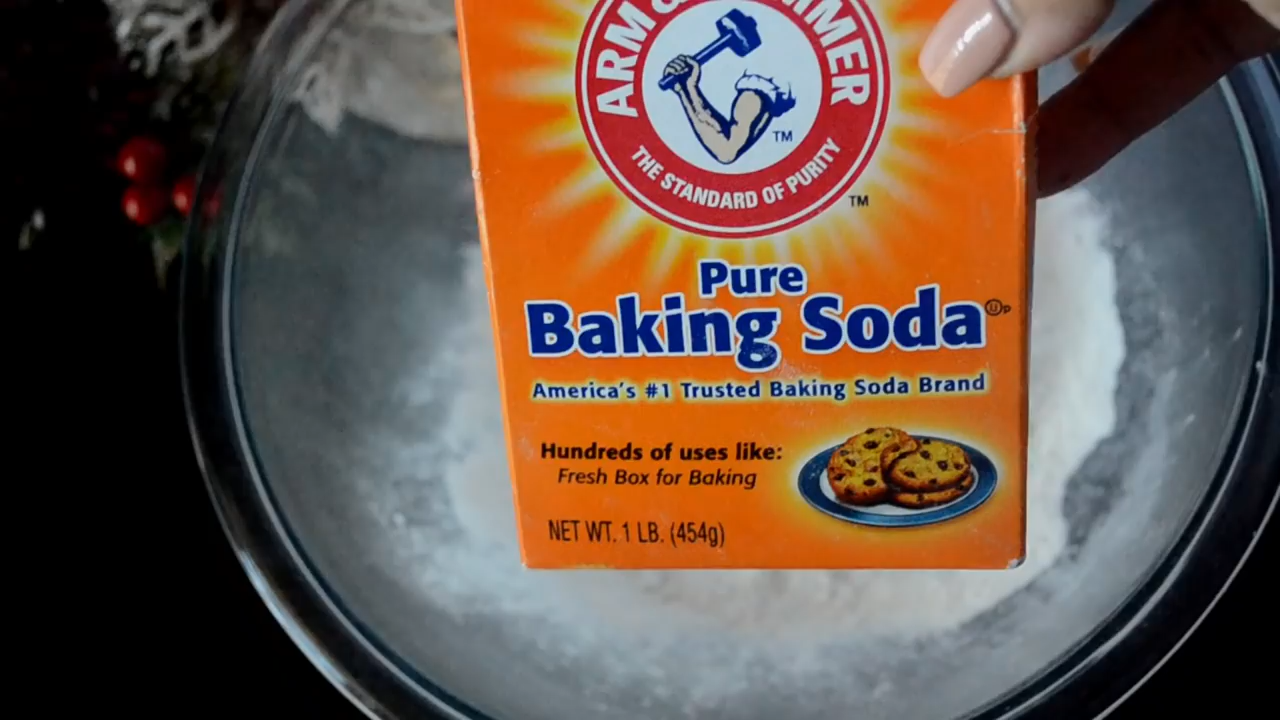 ARM & HAMMER
THE STANDARD OF PURITY
TM
TM
Pure
Baking Soda
Up
America's #1 Trusted Baking Soda Brand
Hundreds of uses like:
Fresh Box for Baking
NET WT. 1 LB. (454g)